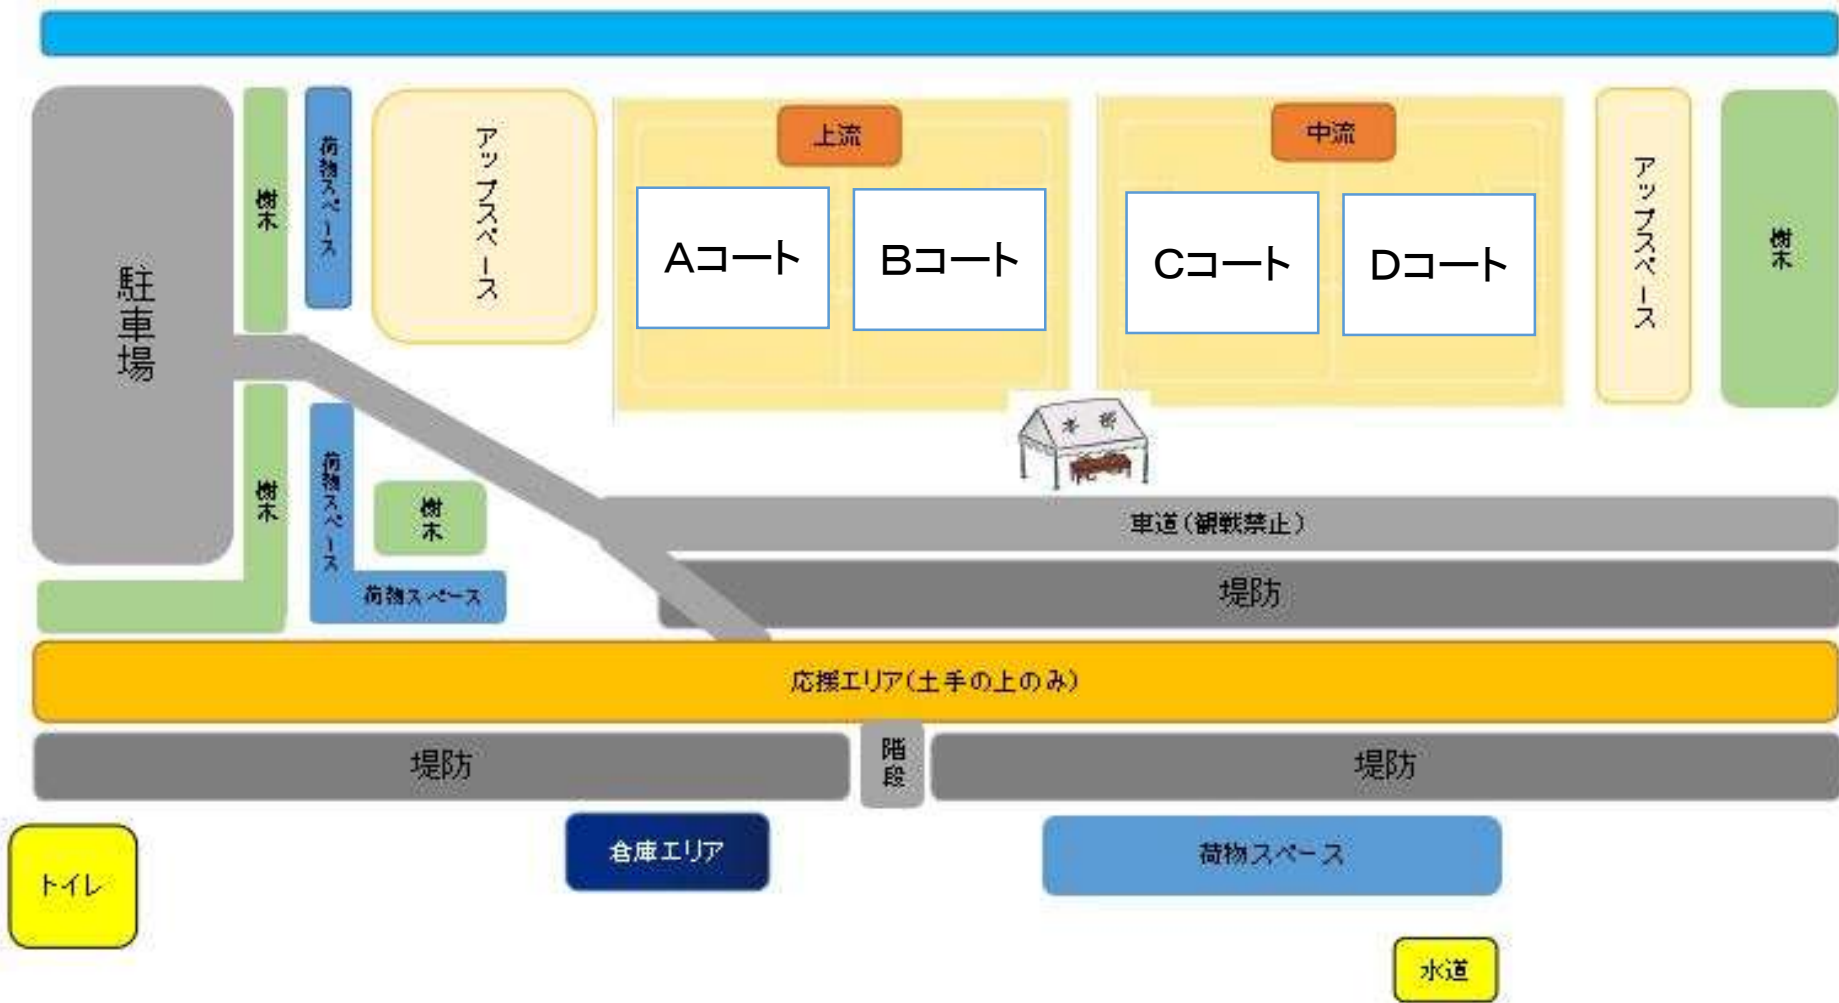 上流
中流
荷物スペース
アップスペース
アップスペース
樹木
樹木
Aコート
Bコート
Cコート
Dコート
駐車場
本部
樹木
荷物スペース
樹木
車道(観戦禁止)
荷物スペース
堤防
応援エリア(土手の上のみ)
堤防
階段
堤防
トイレ
倉庫エリア
荷物スペース
水道